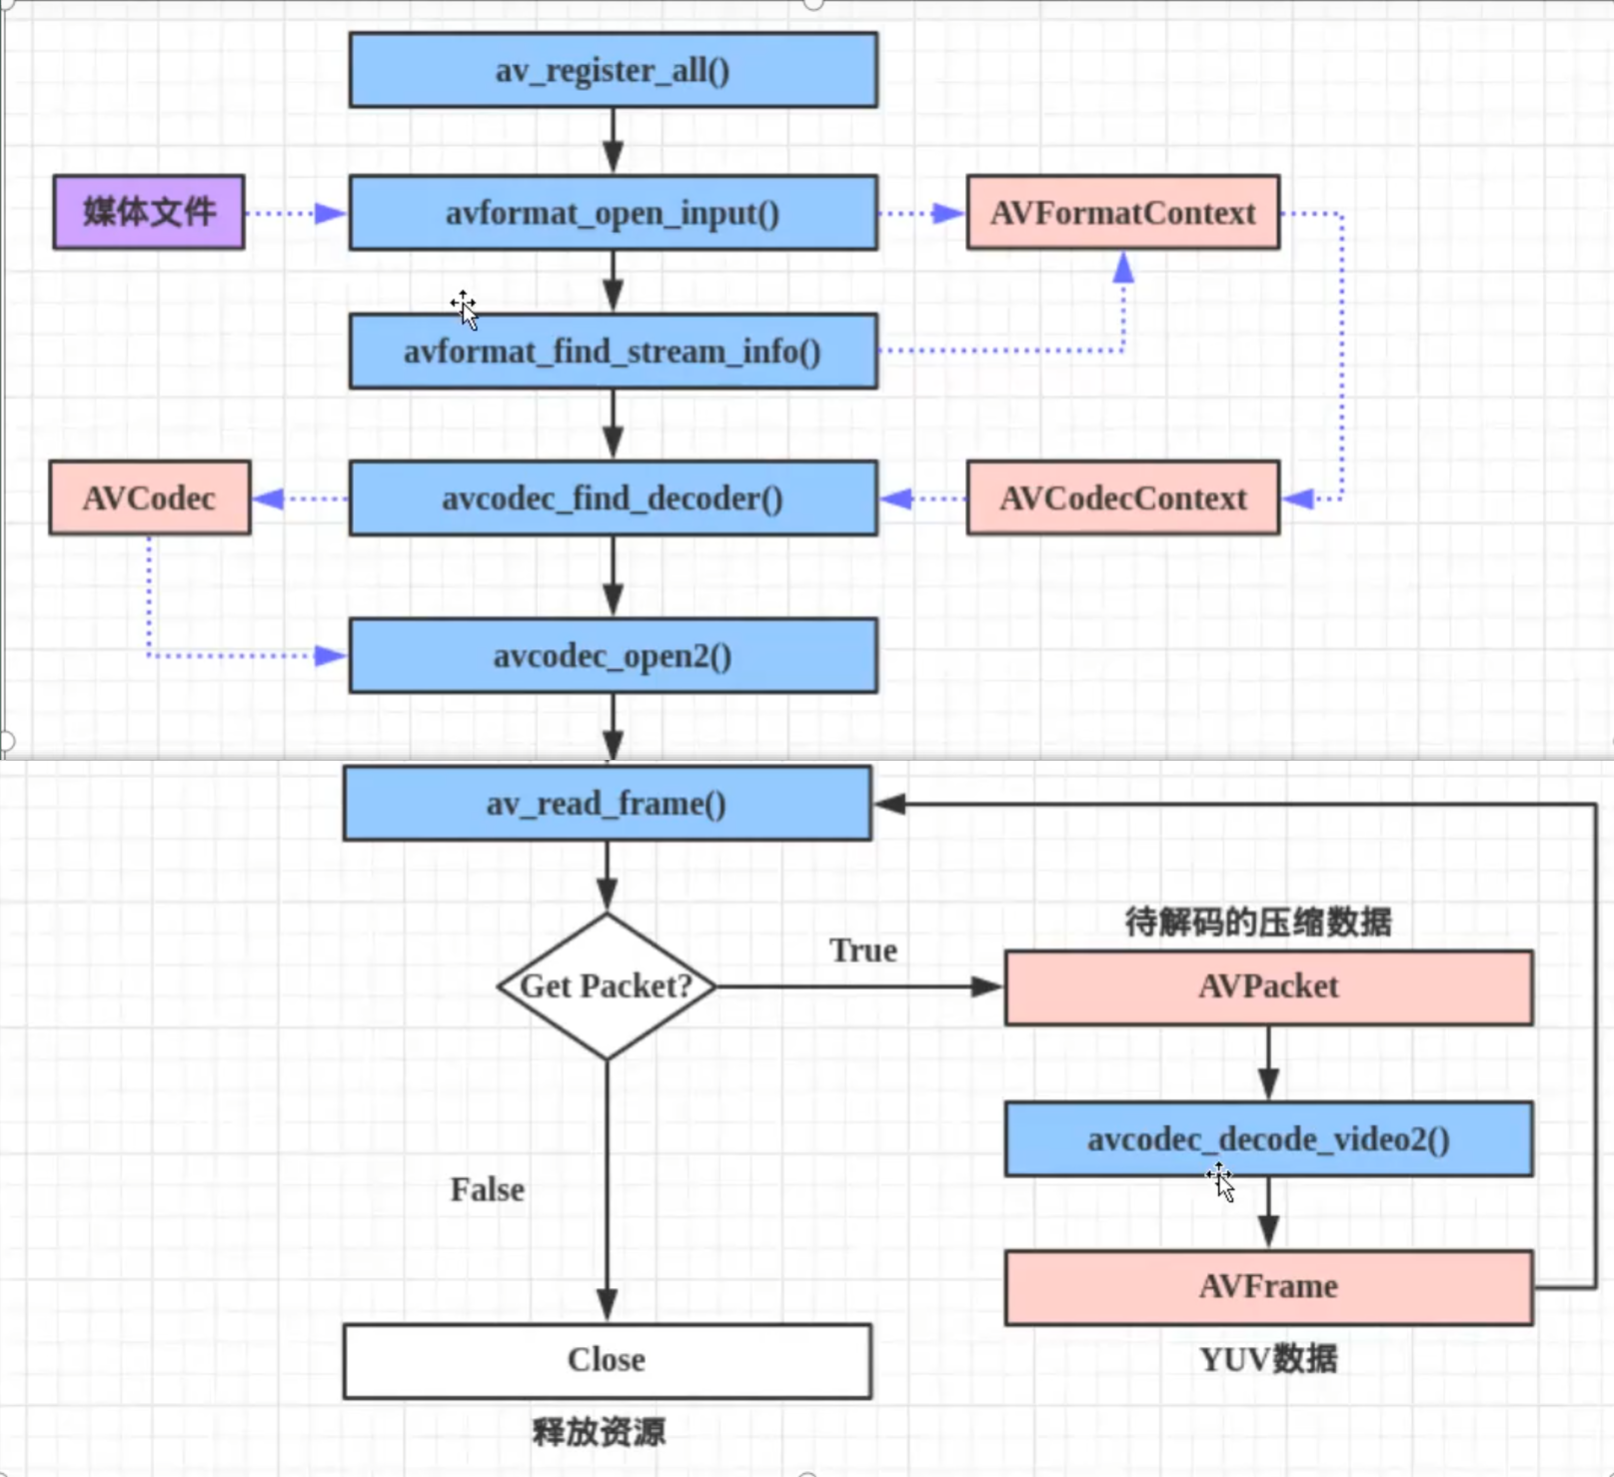 av_register_all()
媒体文件
avformat_open_input()
AVFormatContext
avformat_find_stream_info()
AVCodec
avcodec_find_decoder()
AVCodecContext
avcodec_open2()
av_read_frame()
待解码的压缩数据
True
Get Packet?
AVPacket
avcodec_decode_video2()
False
AVFrame
Close
YUV数据
释放资源